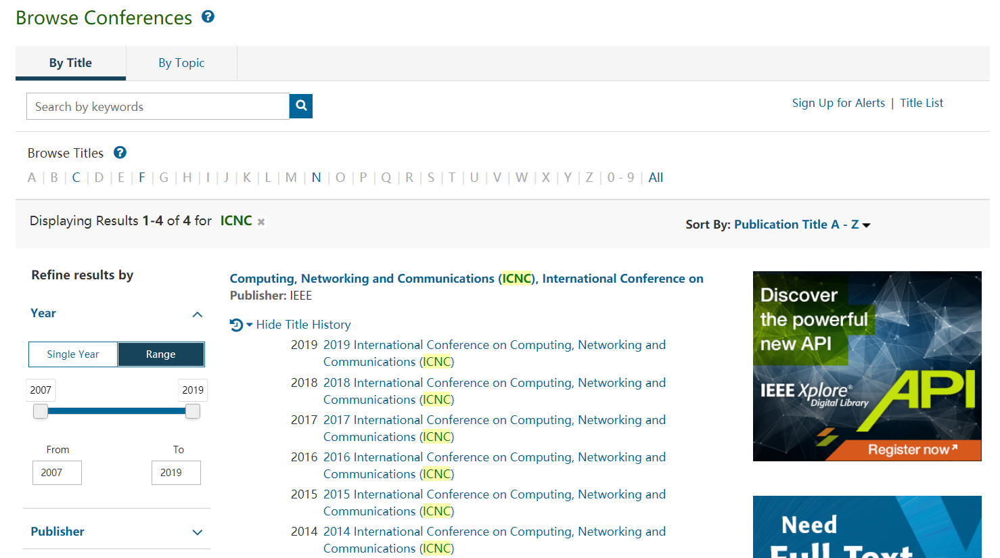 Browse Conferences ?
By Title
By Topic
Search by keywords
Sign Up for Alerts | Title List
Browse Titles ?
A | B | C | D | E | F | G | H | I | J | K | L | M | N | O | P | Q | R | S | T | U | V | W | X | Y | Z | 0 - 9 | All
Displaying Results 1-4 of 4 for ICNC ×
Sort By: Publication Title A - Z
Refine results by
Year
Single Year
Range
2007
2019
From
To
2007
2019
Publisher
Computing, Networking and Communications (ICNC), International Conference on
Publisher: IEEE
Hide Title History
2019 2019 International Conference on Computing, Networking and
Communications (ICNC)
2018 2018 International Conference on Computing, Networking and
Communications (ICNC)
2017 2017 International Conference on Computing, Networking and
Communications (ICNC)
2016 2016 International Conference on Computing, Networking and
Communications (ICNC)
2015 2015 International Conference on Computing, Networking and
Communications (ICNC)
2014 2014 International Conference on Computing, Networking and
Communications (ICNC)
Discover
the powerful
new API
IEEE Xplore®
Digital Library
API
Register now
Need
Full-Text